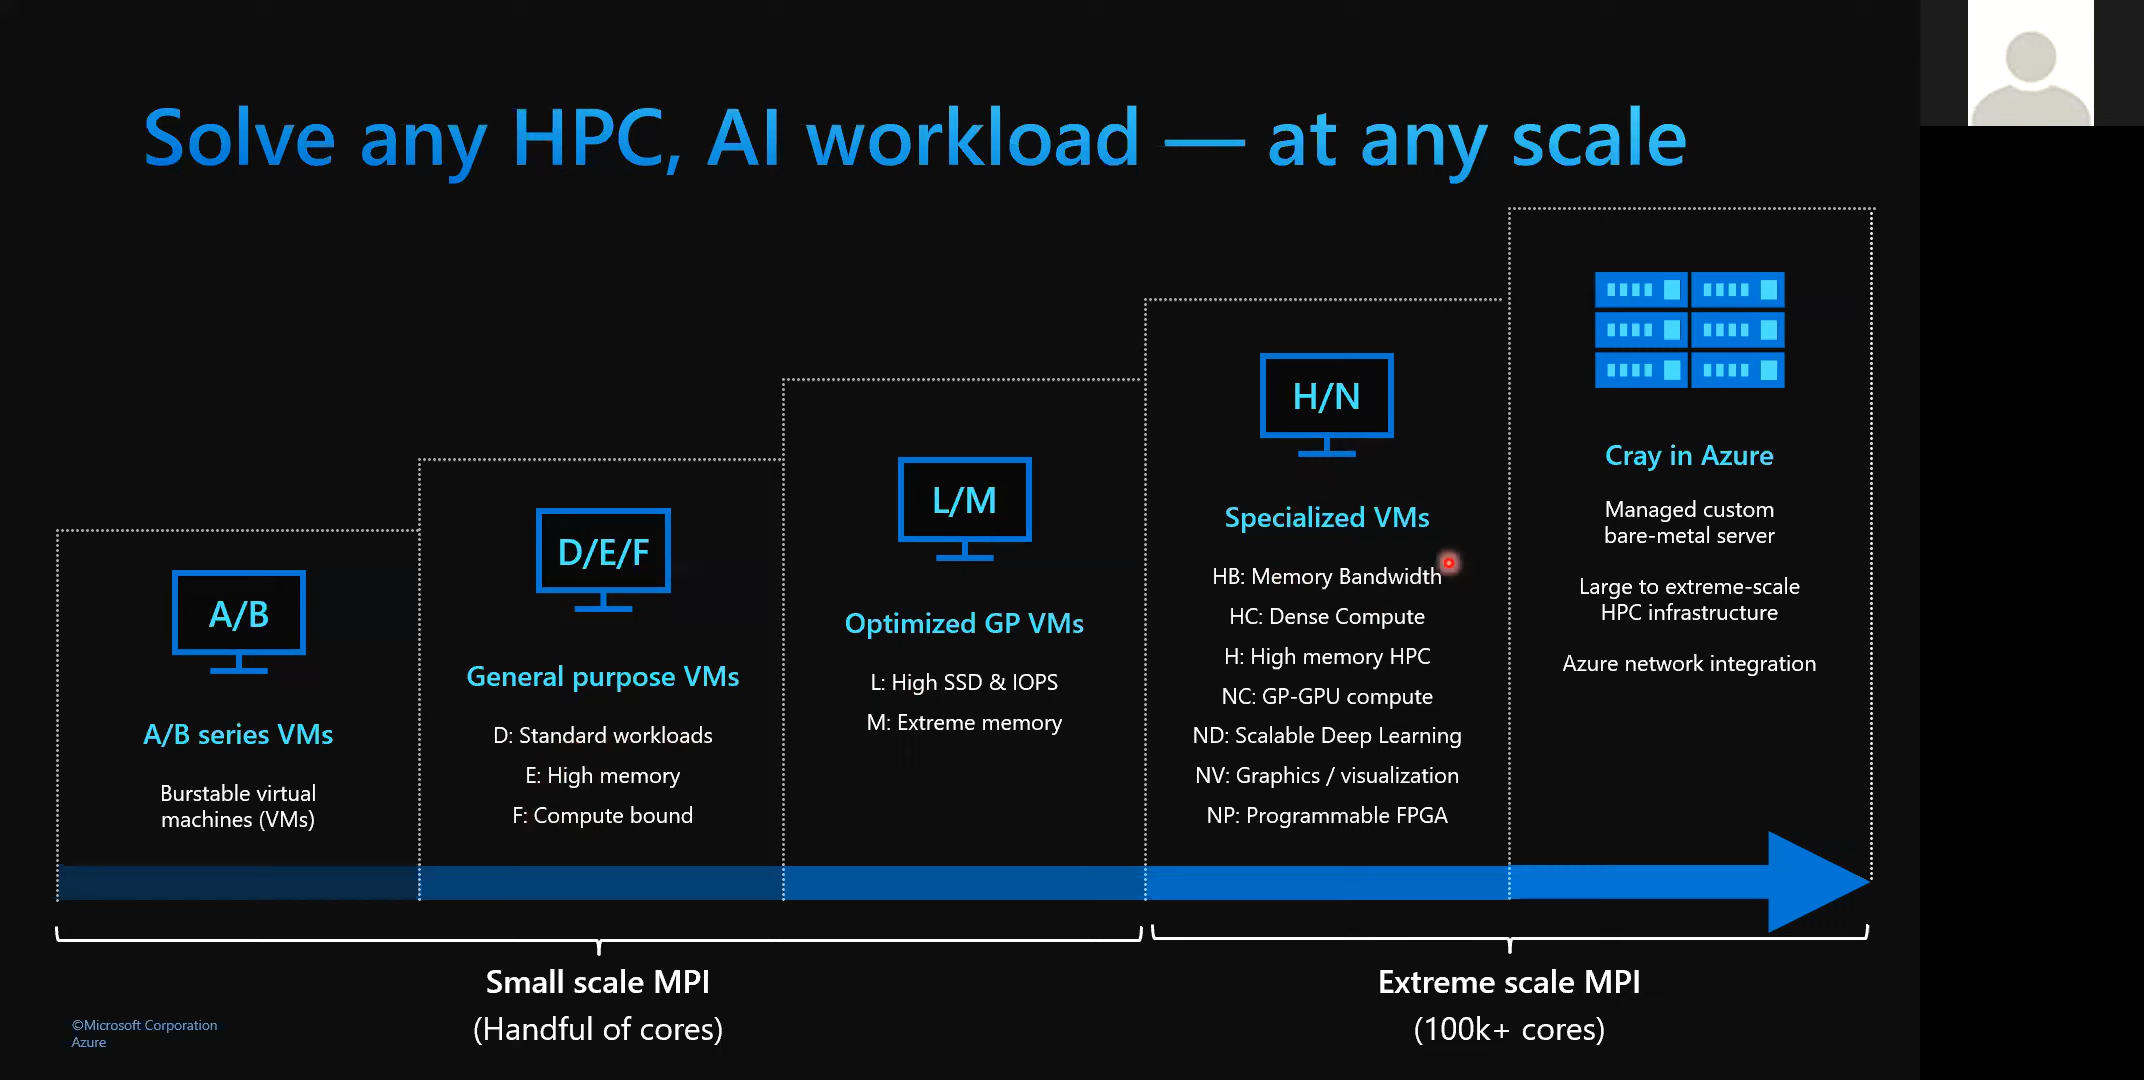 Solve any HPC, AI workload — at any scale
A/B
A/B series VMs
Burstable virtual
machines (VMs)
D/E/F
General purpose VMs
D: Standard workloads
E: High memory
F: Compute bound
L/M
Optimized GP VMs
L: High SSD & IOPS
M: Extreme memory
H/N
Specialized VMs
HB: Memory Bandwidth
HC: Dense Compute
H: High memory HPC
NC: GP-GPU compute
ND: Scalable Deep Learning
NV: Graphics / visualization
NP: Programmable FPGA
Cray in Azure
Managed custom
bare-metal server
Large to extreme-scale
HPC infrastructure
Azure network integration
Small scale MPI
(Handful of cores)
Extreme scale MPI
(100k+ cores)
©Microsoft Corporation
Azure